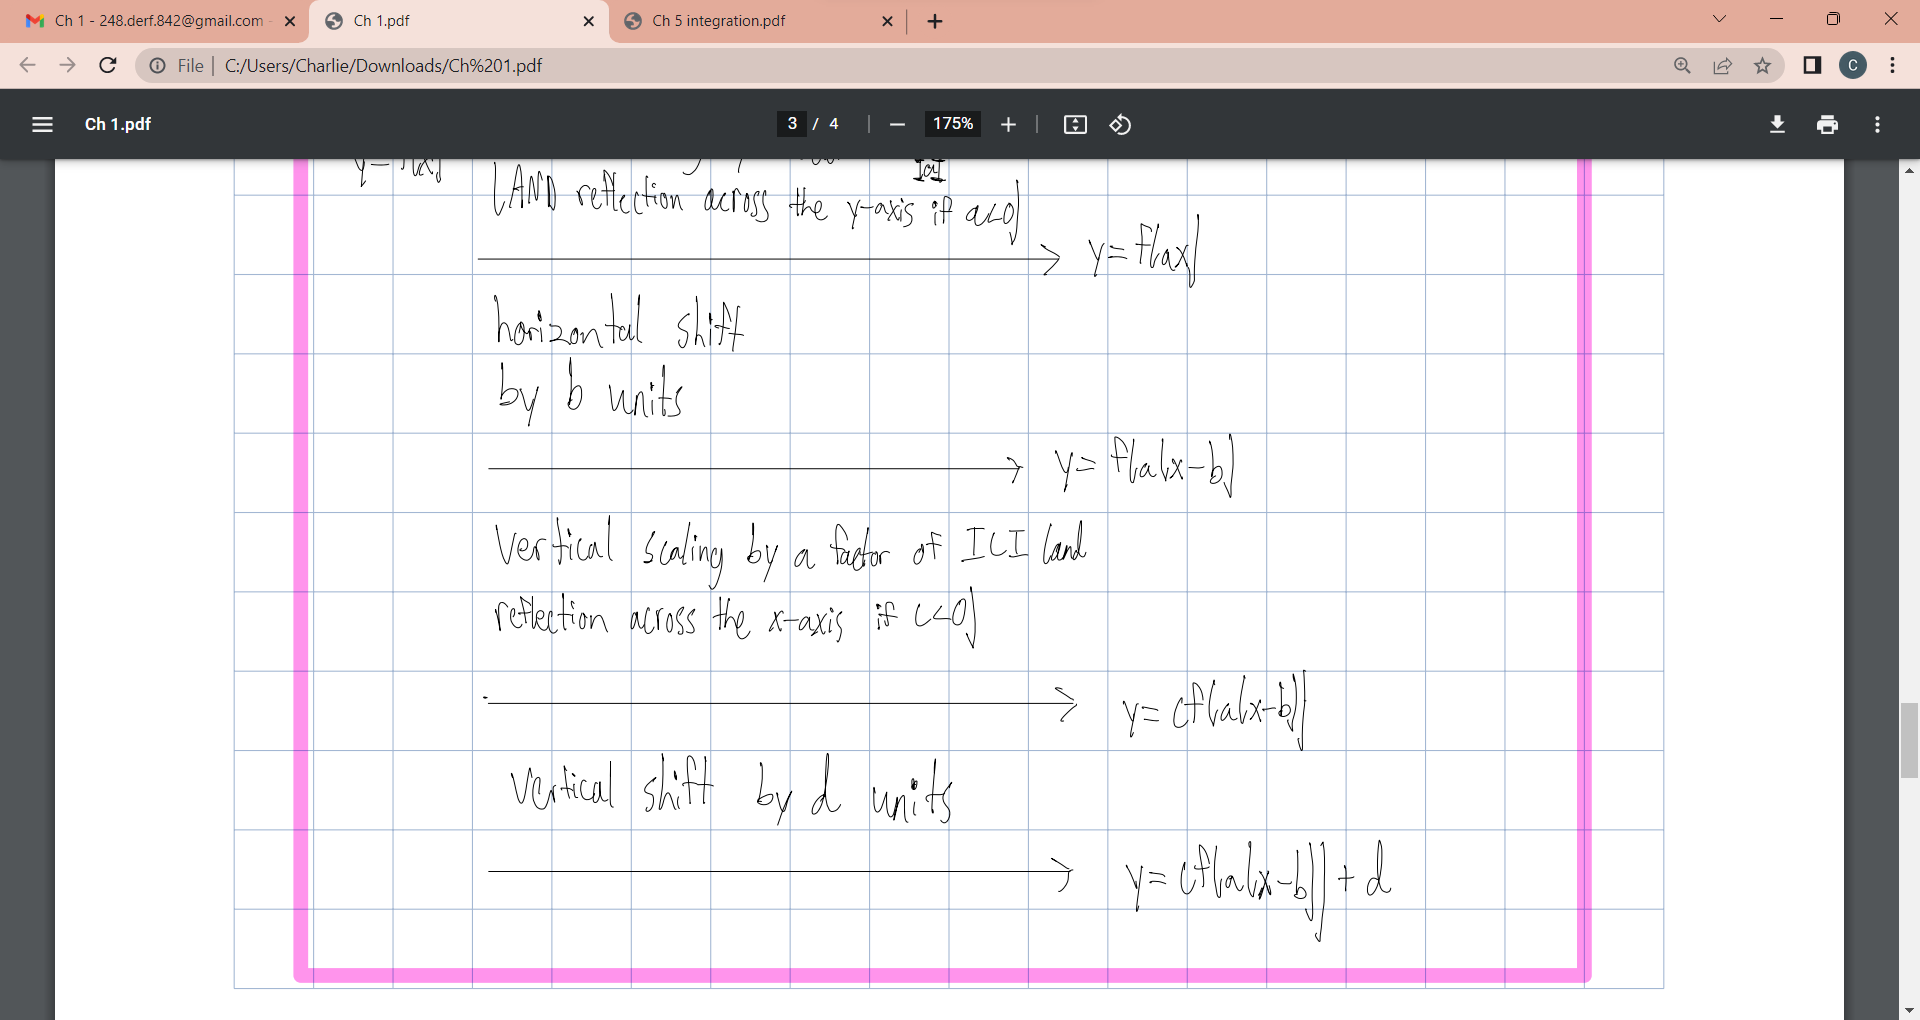 Ch 1 - 248.derf.842@gmail.com
Ch 1.pdf
Ch 5 integration.pdf
File | C:/Users/Charlie/Downloads/Ch%201.pdf
C
Ch 1.pdf
3 / 4
175%
y=f(x)
|a|
(AND reflection across the y-axis if a<0)
y=f(ax)
horizontal shift
by b units
y= f(a(x-b)
Vertical scaling by a factor of |C| (and
reflection across the x-axis if c<0)
y= cf(a(x-b))
Vertical shift by d units
y= cf(a(x-b))+d